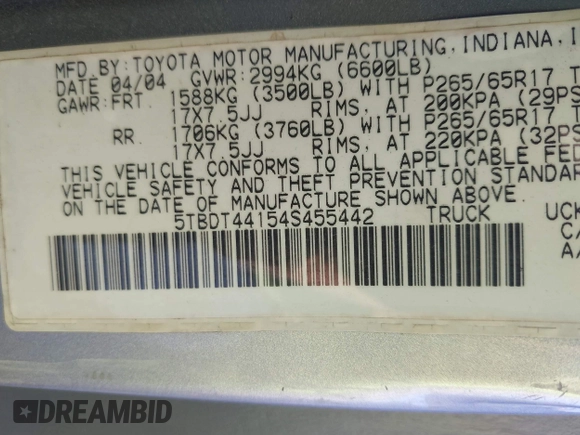 MFD.BY:TOYOTA MOTOR MANUFACTURING,INDIANA,I
DATE 04/04 GVWR:2994KG (6600LB)
GAWR:FRT. 1588KG (3500LB) WITH P265/65R17 T
17X7.5JJ RIMS, AT 200KPA (29PS
RR. 1706KG (3760LB) WITH P265/65R17 T
17X7.5JJ RIMS, AT 220KPA (32PS
THIS VEHICLE CONFORMS TO ALL APPLICABLE FED
VEHICLE SAFETY AND THEFT PREVENTION STANDAR
ON THE DATE OF MANUFACTURE SHOWN ABOVE.
5TBDT44154S455442 TRUCK UCK
C/
A/
DREAMBID